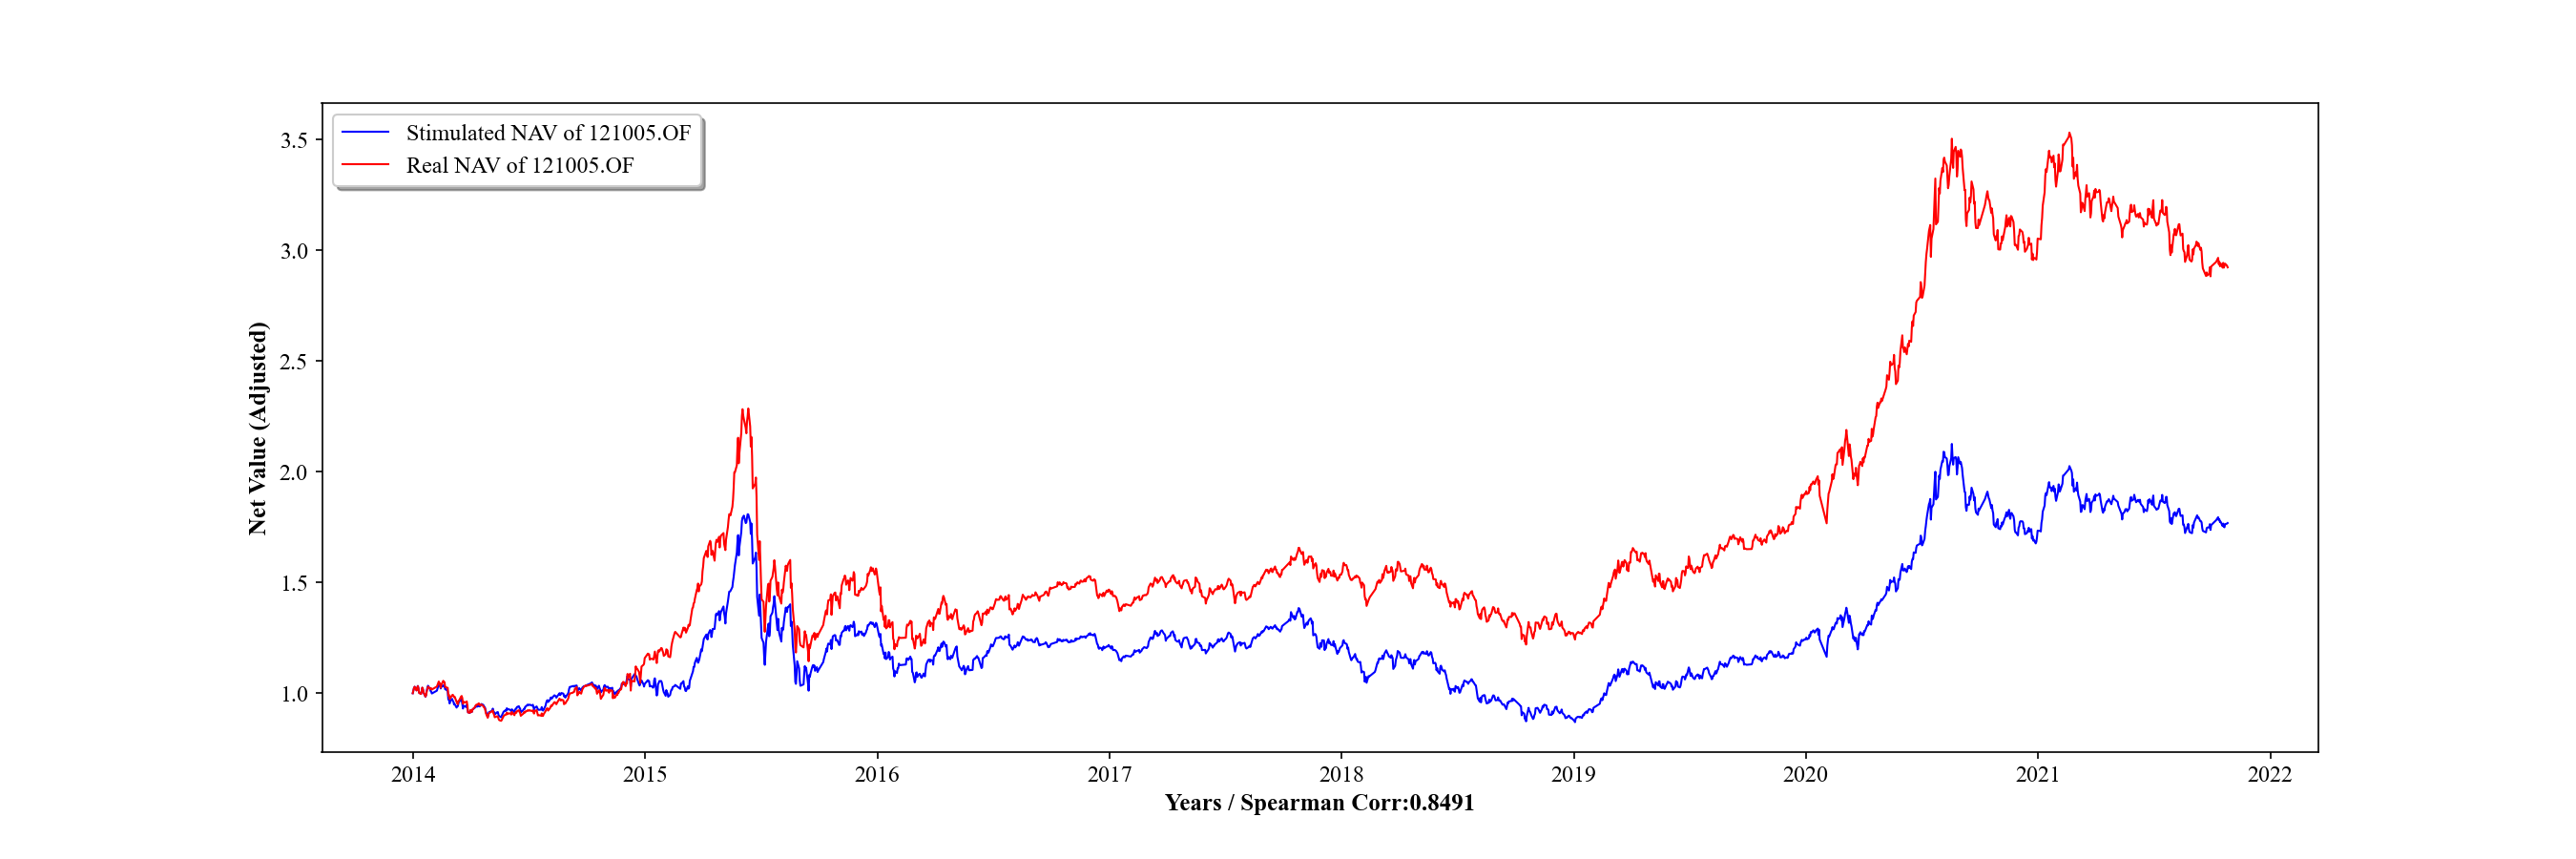 Stimulated NAV of 121005.OF
Real NAV of 121005.OF
3.5
3.0
2.5
2.0
1.5
1.0
Net Value (Adjusted)
2014 2015 2016 2017 2018 2019 2020 2021 2022
Years / Spearman Corr:0.8491